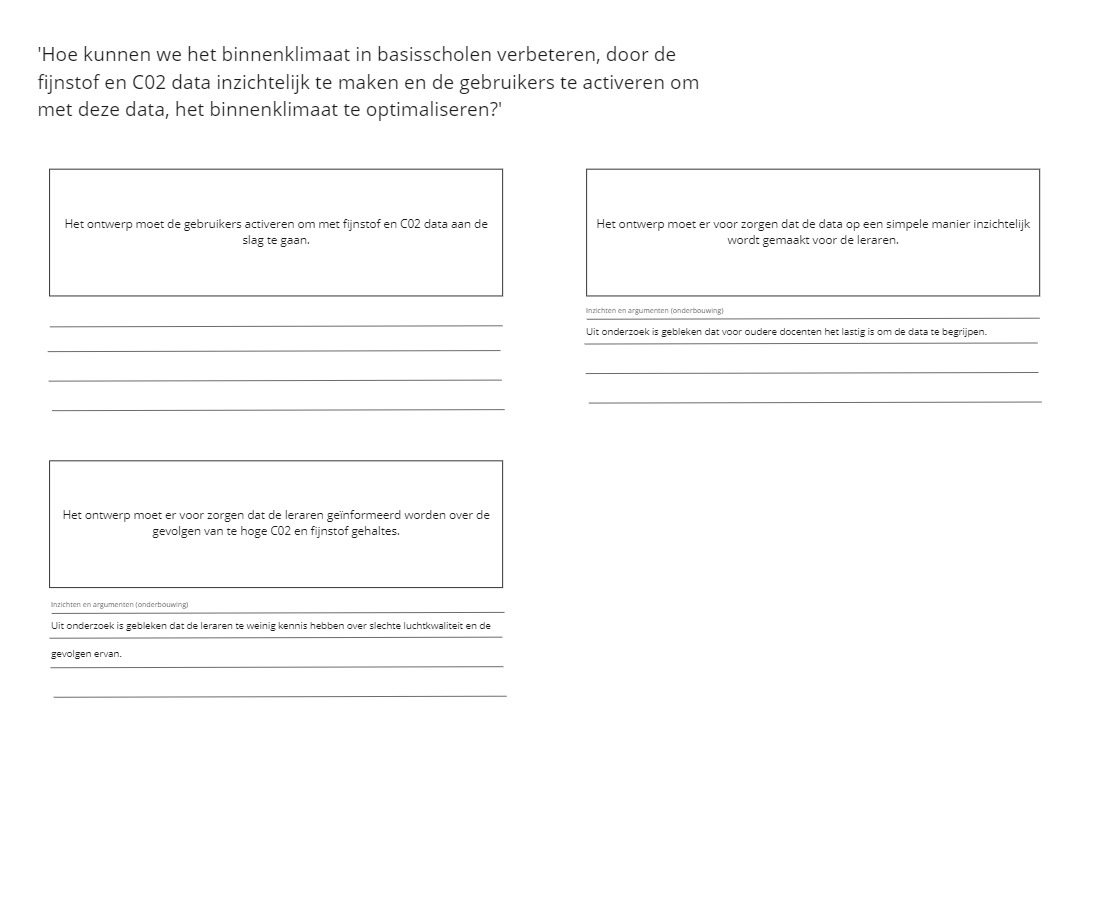 'Hoe kunnen we het binnenklimaat in basisscholen verbeteren, door de
fijnstof en C02 data inzichtelijk te maken en de gebruikers te activeren om
met deze data, het binnenklimaat te optimaliseren?'
Het ontwerp moet de gebruikers activeren om met fijnstof en C02 data aan de
slag te gaan.
Het ontwerp moet er voor zorgen dat de data op een simpele manier inzichtelijk
wordt gemaakt voor de leraren.
Inzichten en argumenten (onderbouwing)
Uit onderzoek is gebleken dat voor oudere docenten het lastig is om de data te begrijpen.
Het ontwerp moet er voor zorgen dat de leraren geïnformeerd worden over de
gevolgen van te hoge C02 en fijnstof gehaltes.
Inzichten en argumenten (onderbouwing)
Uit onderzoek is gebleken dat de leraren te weinig kennis hebben over slechte luchtkwaliteit en de
gevolgen ervan.